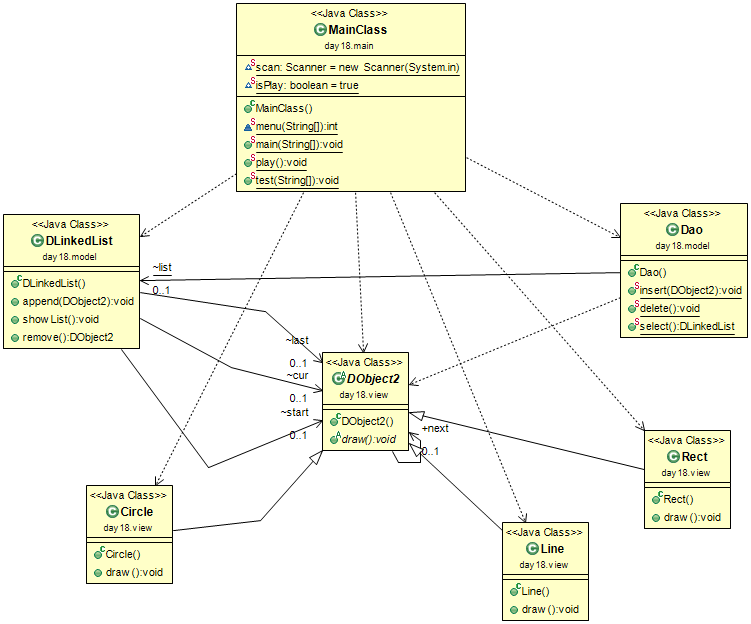 <<Java Class>>
MainClass
day18.main
scan: Scanner = new Scanner(System.in)
isPlay: boolean = true
MainClass()
menu(String[]):int
main(String[]):void
play():void
test(String[]):void
<<Java Class>>
DLinkedList
day18.model
DLinkedList()
append(DObject2):void
showList():void
remove():DObject2
<<Java Class>>
Dao
day18.model
Dao()
insert(DObject2):void
delete():void
select():DLinkedList
~list
0..1
~last
0..1
~cur
0..1
~start
0..1
<<Java Class>>
DObject2
day18.view
DObject2()
draw():void
+next
0..1
<<Java Class>>
Rect
day18.view
Rect()
draw():void
<<Java Class>>
Circle
day18.view
Circle()
draw():void
<<Java Class>>
Line
day18.view
Line()
draw():void